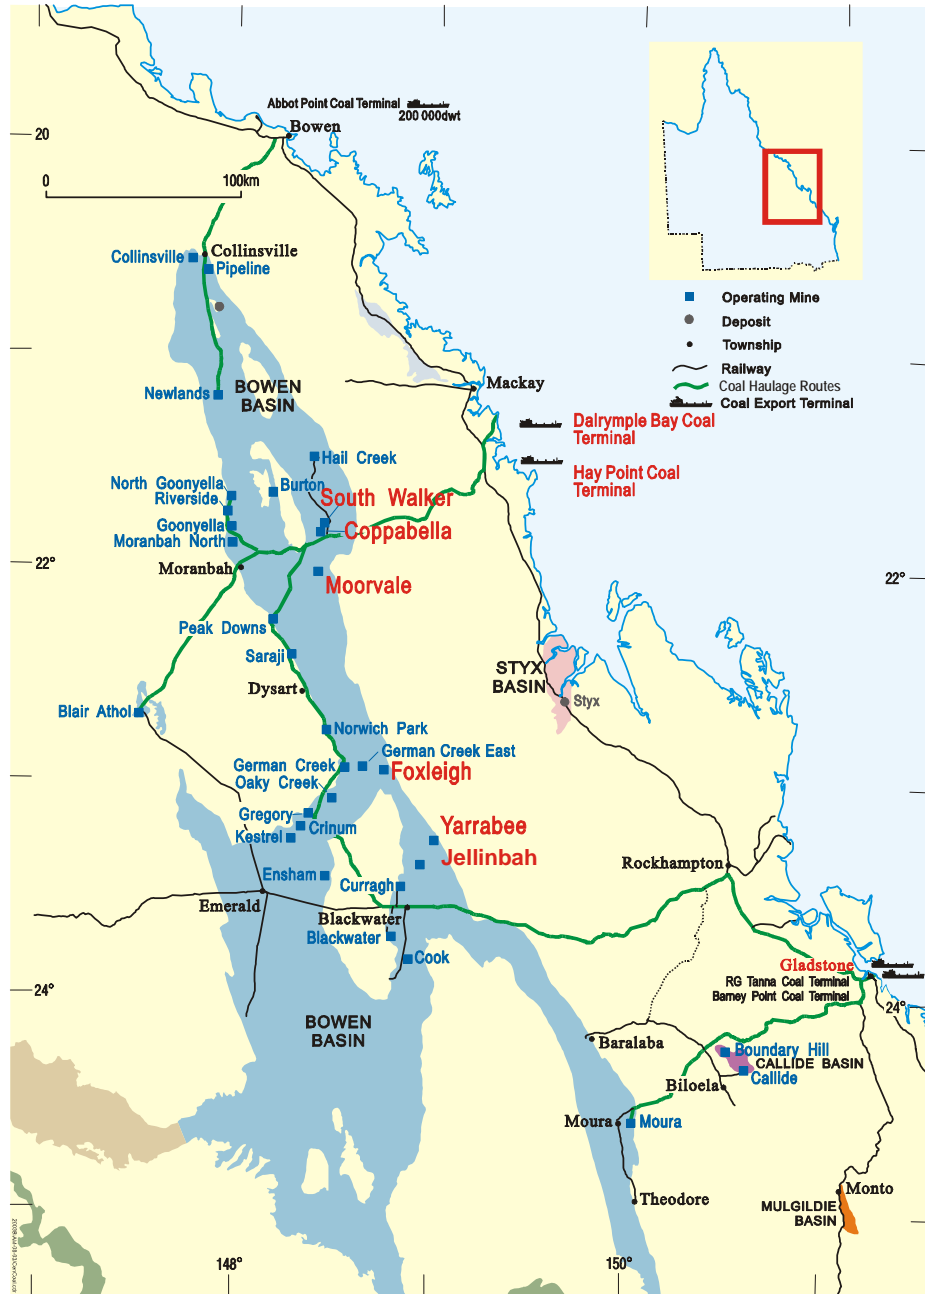 Abbot Point Coal Terminal
200 000dwt
Bowen
20
0 100km
Collinsville
Collinsville
Pipeline
Operating Mine
Deposit
Township
Railway
Coal Haulage Routes
Coal Export Terminal
Newlands
BOWEN
BASIN
Mackay
Dalrymple Bay Coal
Terminal
Hay Point Coal
Terminal
Hail Creek
North Goonyella
Riverside
Burton
South Walker
Goonyella
Coppabella
Moranbah North
Moranbah
22°
22°
Moorvale
Peak Downs
Saraji
Dysart
STYX
BASIN
Styx
Blair Athol
Norwich Park
German Creek East
German Creek
Foxleigh
Oaky Creek
Gregory
Crinum
Kestrel
Yarrabee
Jellinbah
Rockhampton
Ensham
Curragh
Emerald
Blackwater
Blackwater
Cook
Gladstone
RG Tanna Coal Terminal
Barney Point Coal Terminal
24°
24°
BOWEN
BASIN
Baralaba
Boundary Hill
CALLIDE BASIN
Callide
Biloela
Moura
Moura
Theodore
Monto
MULGILDIE
BASIN
148°
150°